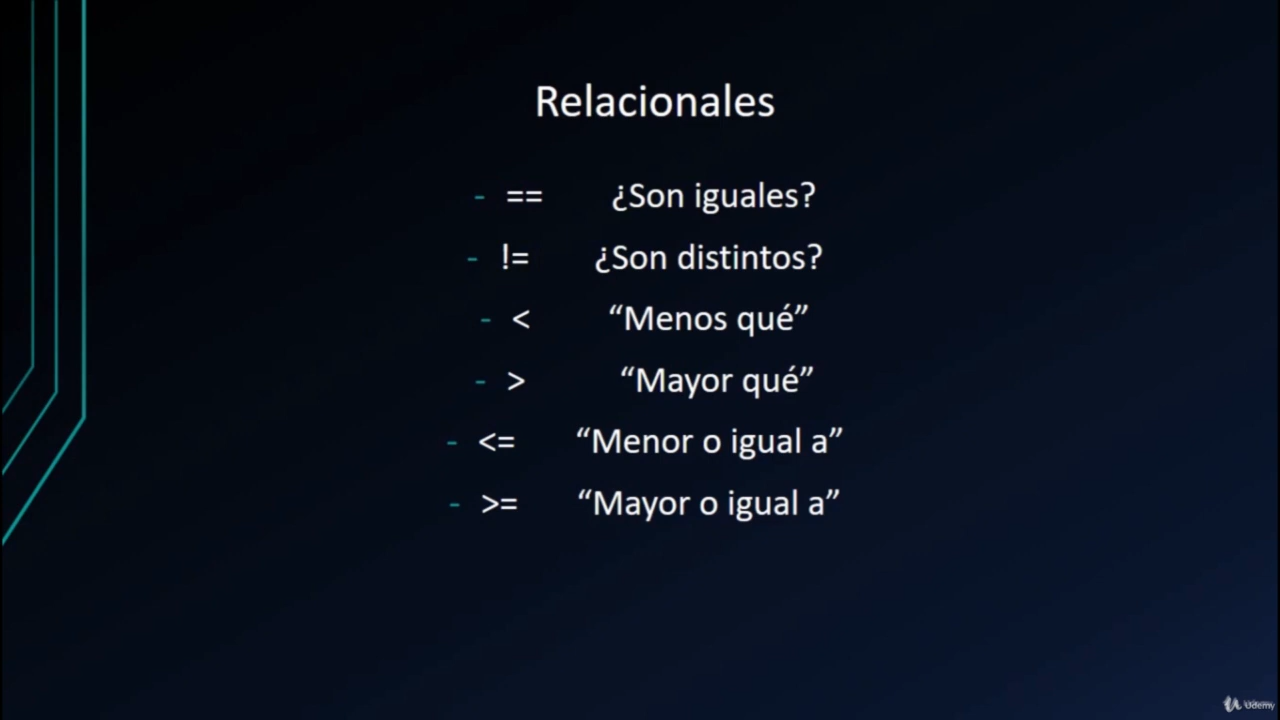 Relacionales
- == ¿Son iguales?
- != ¿Son distintos?
- < “Menos qué”
- > “Mayor qué”
- <= “Menor o igual a”
- >= “Mayor o igual a”
Udemy